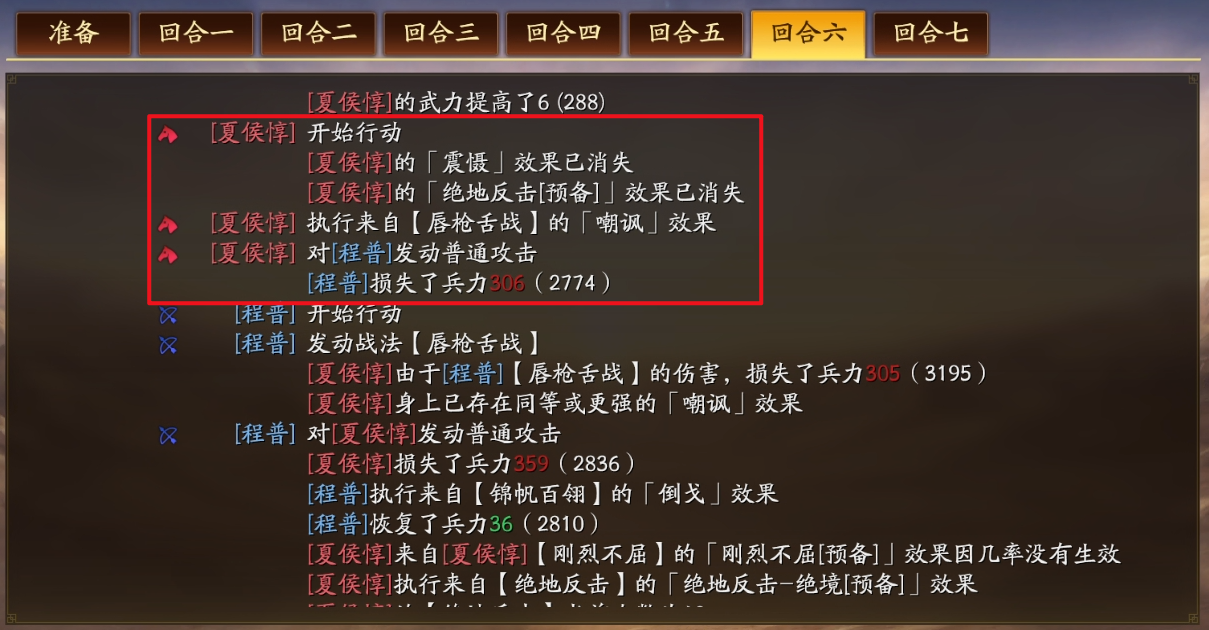 准备 回合一 回合二 回合三 回合四 回合五 回合六 回合七
[夏侯惇]的武力提高了6 (288)
[夏侯惇] 开始行动
[夏侯惇]的「震慑」效果已消失
[夏侯惇]的「绝地反击[预备]」效果已消失
[夏侯惇] 执行来自【唇枪舌战】的「嘲讽」效果
[夏侯惇] 对[程普]发动普通攻击
[程普]损失了兵力306（2774）
[程普] 开始行动
[程普] 发动战法【唇枪舌战】
[夏侯惇]由于[程普]【唇枪舌战】的伤害，损失了兵力305（3195）
[夏侯惇]身上已存在同等或更强的「嘲讽」效果
[程普] 对[夏侯惇]发动普通攻击
[夏侯惇]损失了兵力359（2836）
[程普]执行来自【锦帆百翎】的「倒戈」效果
[程普]恢复了兵力36（2810）
[夏侯惇]来自[夏侯惇]【刚烈不屈】的「刚烈不屈[预备]」效果因几率没有生效
[夏侯惇]执行来自【绝地反击】的「绝地反击-绝境[预备]」效果